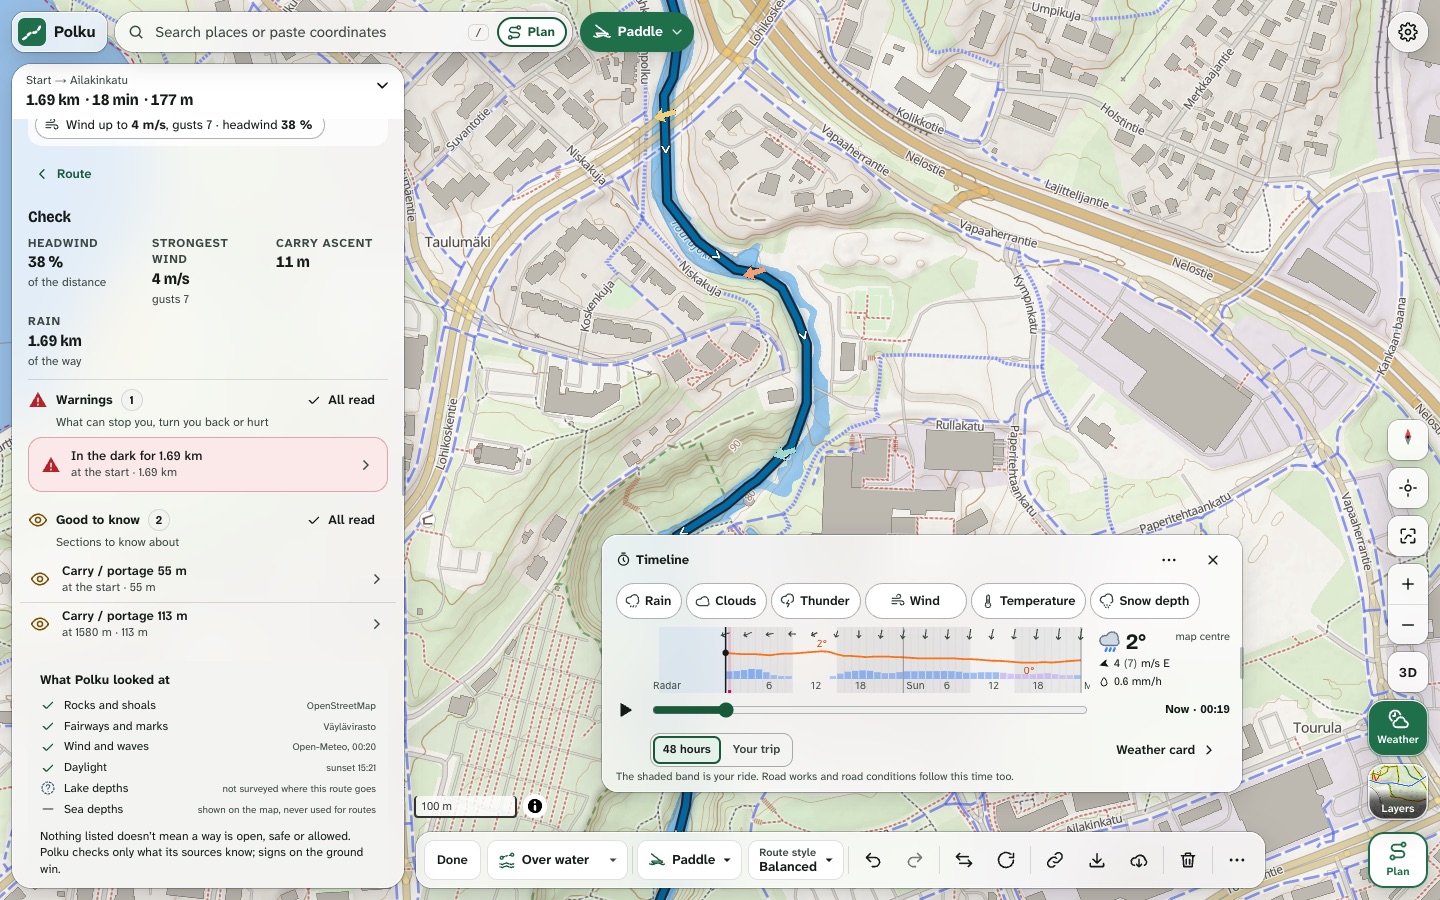 Polku
Search places or paste coordinates
/
Plan
Paddle
Start → Ailakinkatu
1.69 km · 18 min · 177 m
Wind up to 4 m/s, gusts 7 · headwind 38 %
Route
Check
HEADWIND
38 %
of the distance
STRONGEST
WIND
4 m/s
gusts 7
CARRY ASCENT
11 m
RAIN
1.69 km
of the way
Warnings 1
All read
What can stop you, turn you back or hurt
In the dark for 1.69 km
at the start · 1.69 km
Good to know 2
All read
Sections to know about
Carry / portage 55 m
at the start · 55 m
Carry / portage 113 m
at 1580 m · 113 m
What Polku looked at
Rocks and shoals OpenStreetMap
Fairways and marks Väylävirasto
Wind and waves Open-Meteo, 00:20
Daylight sunset 15:21
Lake depths not surveyed where this route goes
Sea depths shown on the map, never used for routes
Nothing listed doesn't mean a way is open, safe or allowed.
Polku checks only what its sources know; signs on the ground
win.
Umpikuja
Merkkaajantie
Suvantotie
Niskakuja
Kolikkotie
Holstintie
Vapaaherrantie
Nelostie
Lajittelijantie
Vapaaherrantie
Nelostie
Taulumäki
Niskakuja
Koskenkuja
Kympinkatu
Kankaanbaana
Lohikoskentie
90
Rullakatu
Paperitehtaankatu
Paperitehtaankatu
Vapaaherrantie
80
Tourula
Ailakinkatu
Timeline
Rain
Clouds
Thunder
Wind
Temperature
Snow depth
2°
0°
Radar
6
12
18
Sun
6
12
18
2°
map centre
4 (7) m/s E
0.6 mm/h
Now · 00:19
48 hours
Your trip
Weather card
The shaded band is your ride. Road works and road conditions follow this time too.
3D
Weather
Layers
Plan
100 m
Done
Over water
Paddle
Route style
Balanced